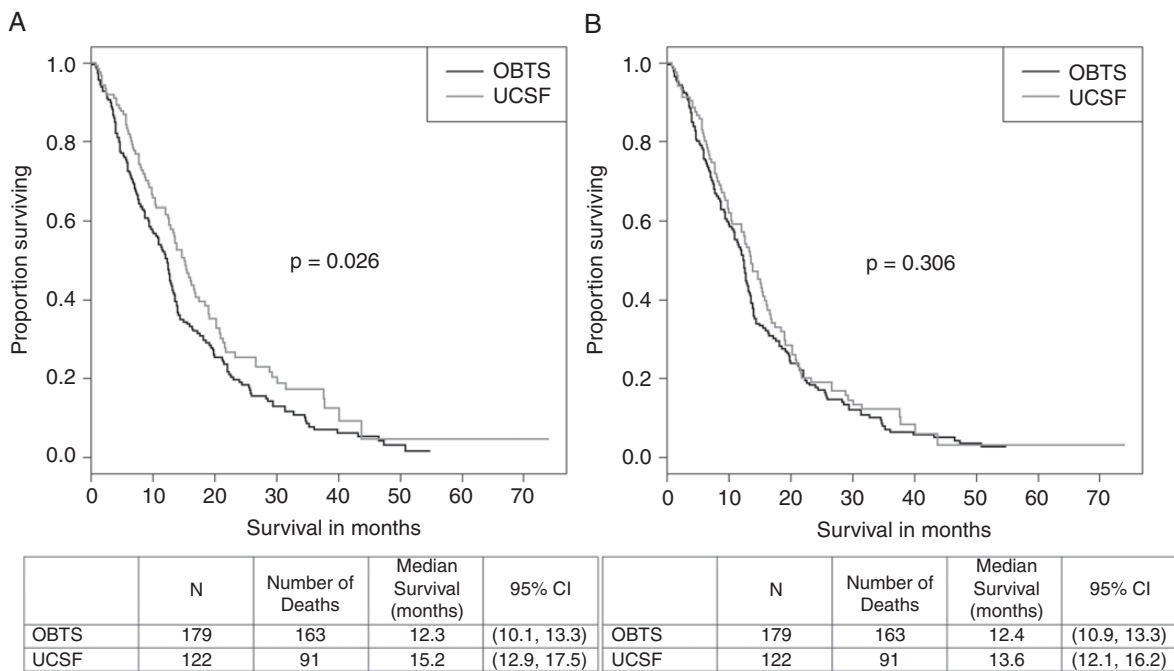 A
1.0
0.8
0.6
0.4
0.2
0.0
Proportion surviving
OBTS
UCSF
p = 0.026
0 10 20 30 40 50 60 70
Survival in months
B
1.0
0.8
0.6
0.4
0.2
0.0
Proportion surviving
OBTS
UCSF
p = 0.306
0 10 20 30 40 50 60 70
Survival in months
N
Number of
Deaths
Median
Survival
(months)
95% CI
OBTS 179 163 12.3 (10.1, 13.3)
UCSF 122 91 15.2 (12.9, 17.5)
N
Number of
Deaths
Median
Survival
(months)
95% CI
OBTS 179 163 12.4 (10.9, 13.3)
UCSF 122 91 13.6 (12.1, 16.2)